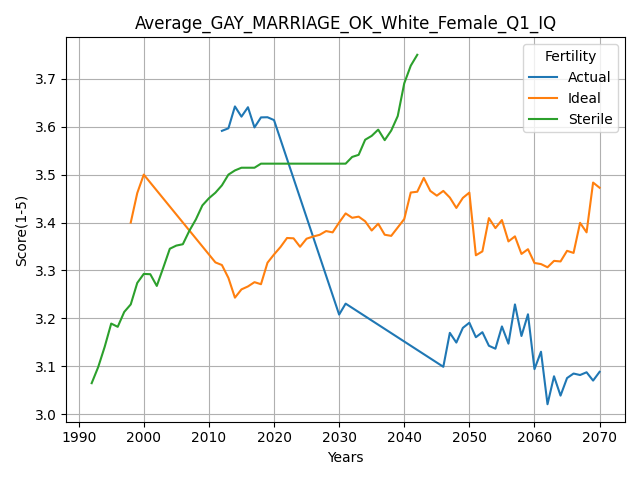 Average_GAY_MARRIAGE_OK_White_Female_Q1_IQ
Fertility
Actual
Ideal
Sterile
Score(1-5)
3.7
3.6
3.5
3.4
3.3
3.2
3.1
3.0
1990 2000 2010 2020 2030 2040 2050 2060 2070
Years